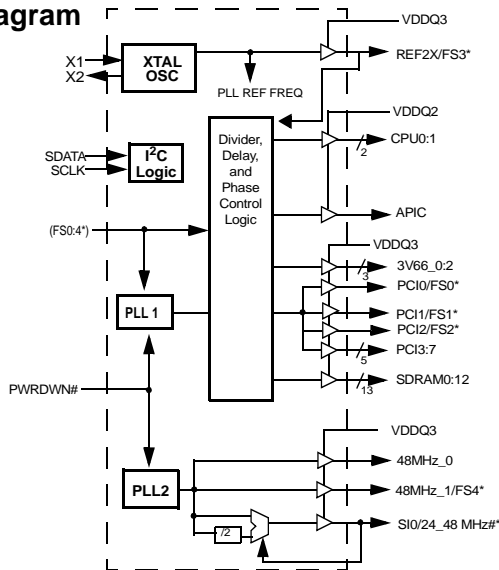 agram
VDDQ3
X1
X2
XTAL
OSC
REF2X/FS3*
PLL REF FREQ
VDDQ2
Divider,
Delay,
and
Phase
Control
Logic
CPU0:1
2
SDATA
SCLK
I²C
Logic
APIC
(FS0:4*)
VDDQ3
3V66_0:2
3
PCI0/FS0*
PLL 1
PCI1/FS1*
PCI2/FS2*
PCI3:7
5
PWRDWN#
SDRAM0:12
13
VDDQ3
48MHz_0
PLL2
48MHz_1/FS4*
/2
SI0/24_48 MHz#*